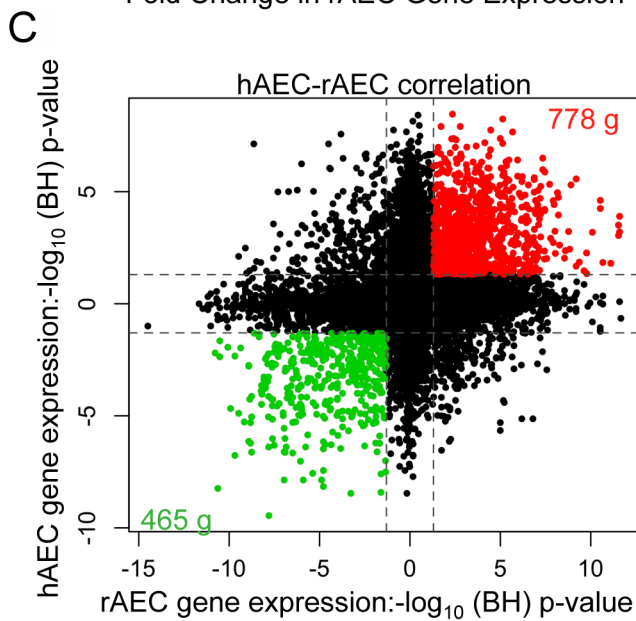 Fold Change in rAEC Gene Expression
C
hAEC-rAEC correlation
778 g
465 g
hAEC gene expression:-log10 (BH) p-value
5
0
-5
-10
-15 -10 -5 0 5 10
rAEC gene expression:-log10 (BH) p-value